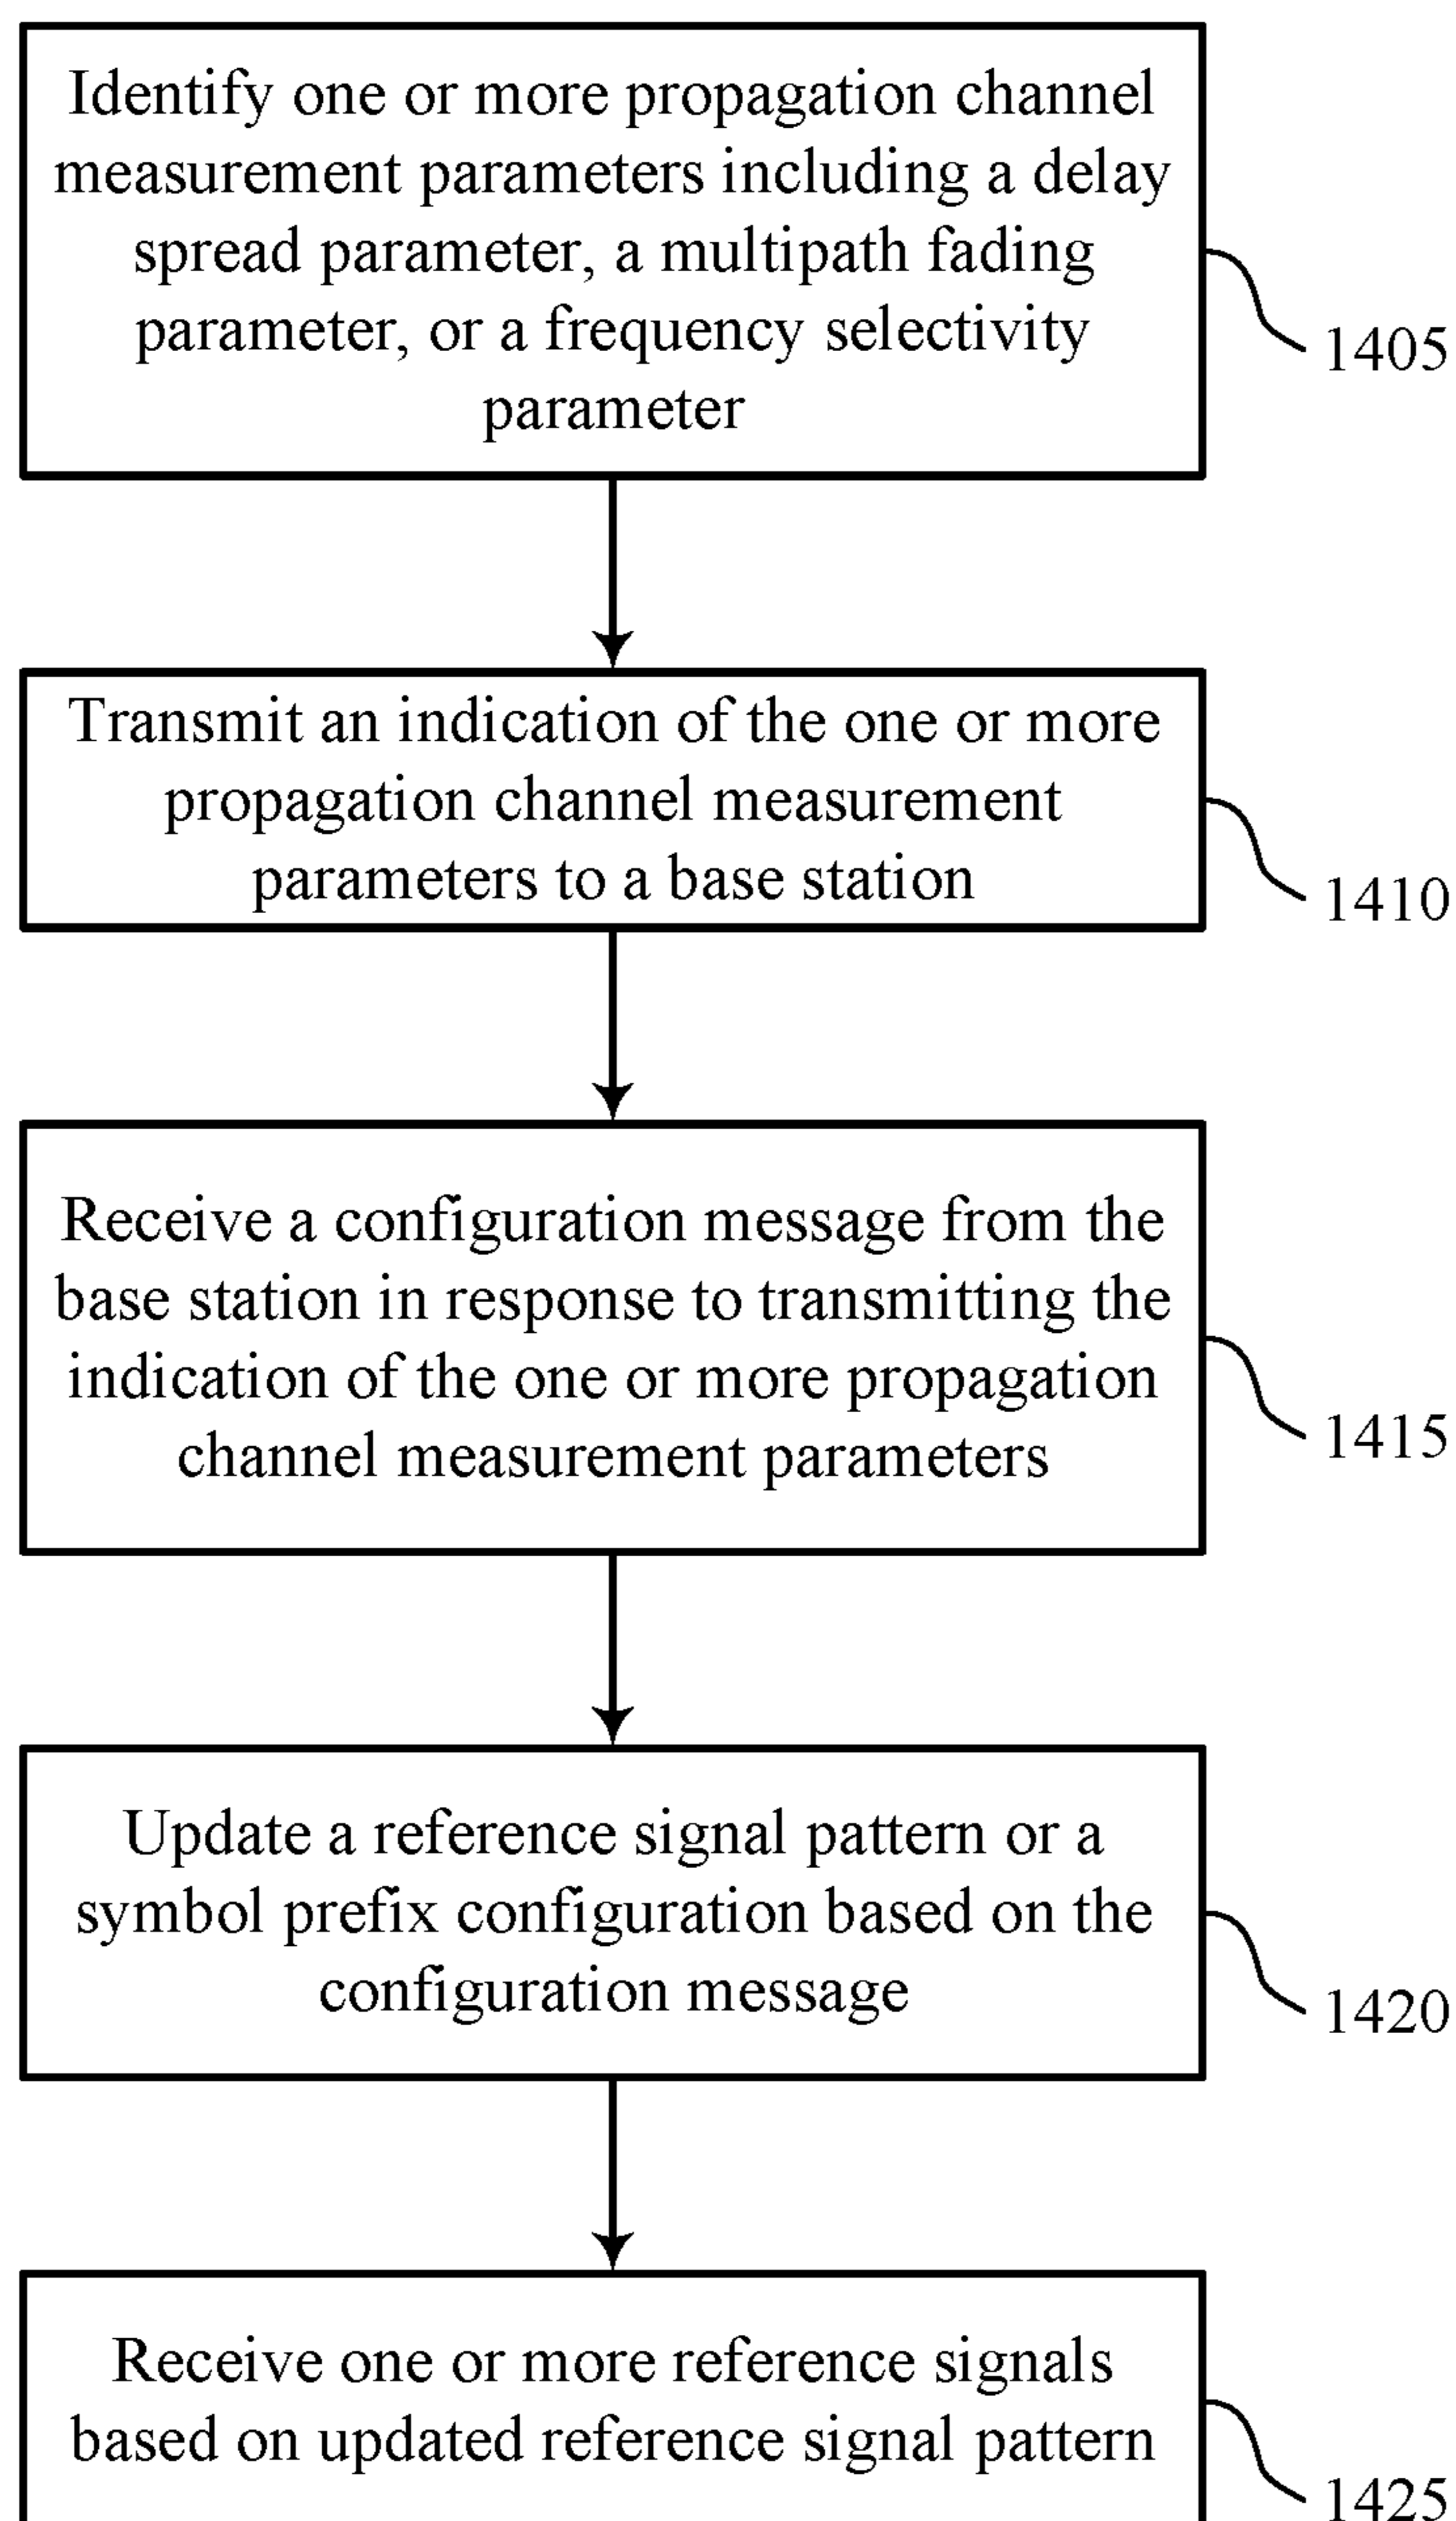 Identify one or more propagation channel
measurement parameters including a delay
spread parameter, a multipath fading
parameter, or a frequency selectivity
parameter
1405
Transmit an indication of the one or more
propagation channel measurement
parameters to a base station
1410
Receive a configuration message from the
base station in response to transmitting the
indication of the one or more propagation
channel measurement parameters
1415
Update a reference signal pattern or a
symbol prefix configuration based on the
configuration message
1420
Receive one or more reference signals
based on updated reference signal pattern
1425